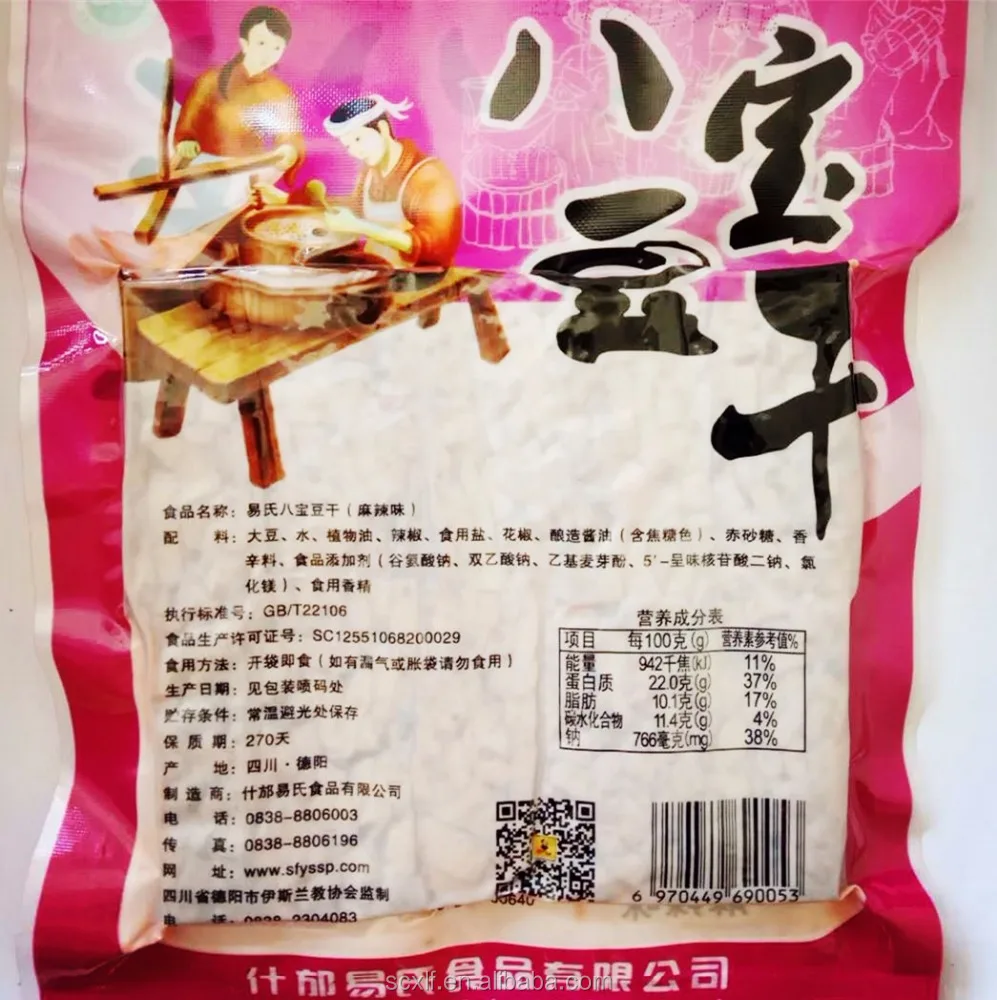 八宝
豆干
食品名称：易氏八宝豆干（麻辣味）
配 料：大豆、水、植物油、辣椒、食用盐、花椒、酿造酱油（含焦糖色）、赤砂糖、香
辛料、食品添加剂（谷氨酸钠、双乙酸钠、乙基麦芽酚、5'-呈味核苷酸二钠、氯
化镁）、食用香精
执行标准号：GB/T22106
食品生产许可证号：SC12551068200029
食用方法：开袋即食（如有漏气或胀袋请勿食用）
生产日期：见包装喷码处
贮存条件：常温避光处保存
保 质 期：270天
产 地：四川·德阳
制 造 商：什邡易氏食品有限公司
电 话：0838-8806003
传 真：0838-8806196
网 址：www.sfyssp.com
四川省德阳市伊斯兰教协会监制
电 话：0838-2304083
营养成分表
项目 每100克(g) 营养素参考值%
能量 942千焦(kJ) 11%
蛋白质 22.0克(g) 37%
脂肪 10.1克(g) 17%
碳水化合物 11.4克(g) 4%
钠 766毫克(mg) 38%
J0640
6 970449 690053
什邡易氏食品有限公司
scxlf.en.alibaba.com